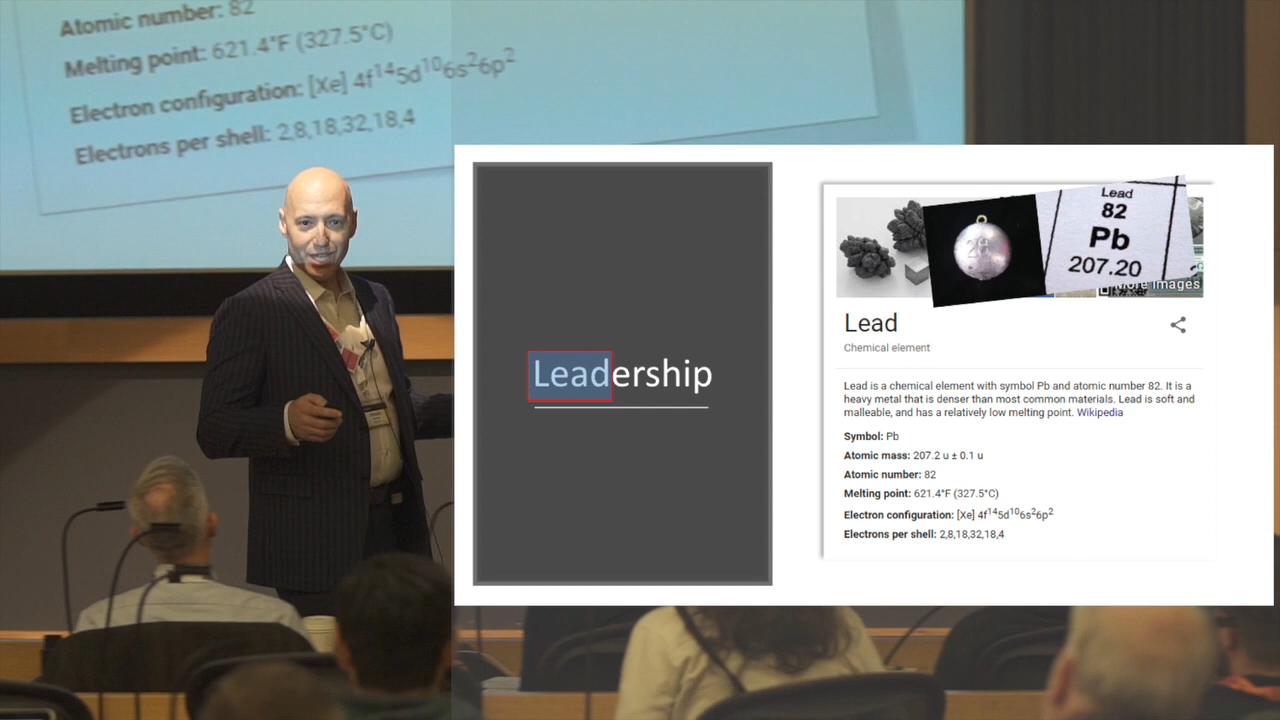 Atomic number: 82
Melting point: 621.4°F (327.5°C)
Electron configuration: [Xe] 4f¹⁴5d¹⁰6s²6p²
Electrons per shell: 2,8,18,32,18,4
Leadership
Lead
82
Pb
207.20
28
More images
Lead
Chemical element
Lead is a chemical element with symbol Pb and atomic number 82. It is a
heavy metal that is denser than most common materials. Lead is soft and
malleable, and has a relatively low melting point. Wikipedia
Symbol: Pb
Atomic mass: 207.2 u ± 0.1 u
Atomic number: 82
Melting point: 621.4°F (327.5°C)
Electron configuration: [Xe] 4f¹⁴5d¹⁰6s²6p²
Electrons per shell: 2,8,18,32,18,4